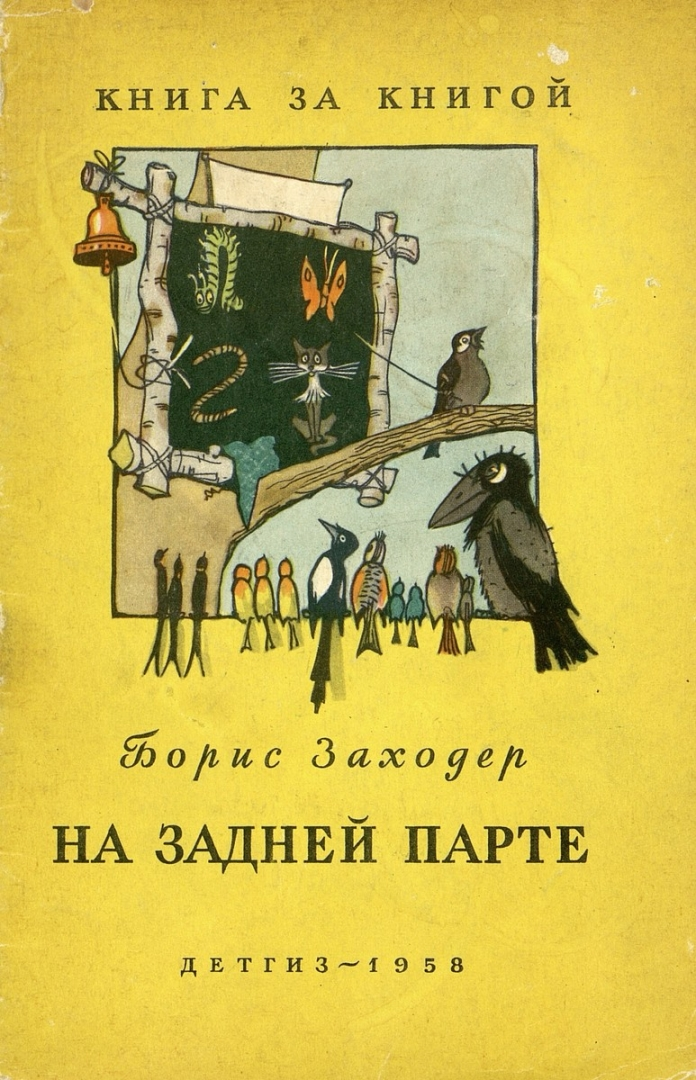 КНИГА ЗА КНИГОЙ
Борис Заходер
НА ЗАДНЕЙ ПАРТЕ
ДЕТГИЗ~1958